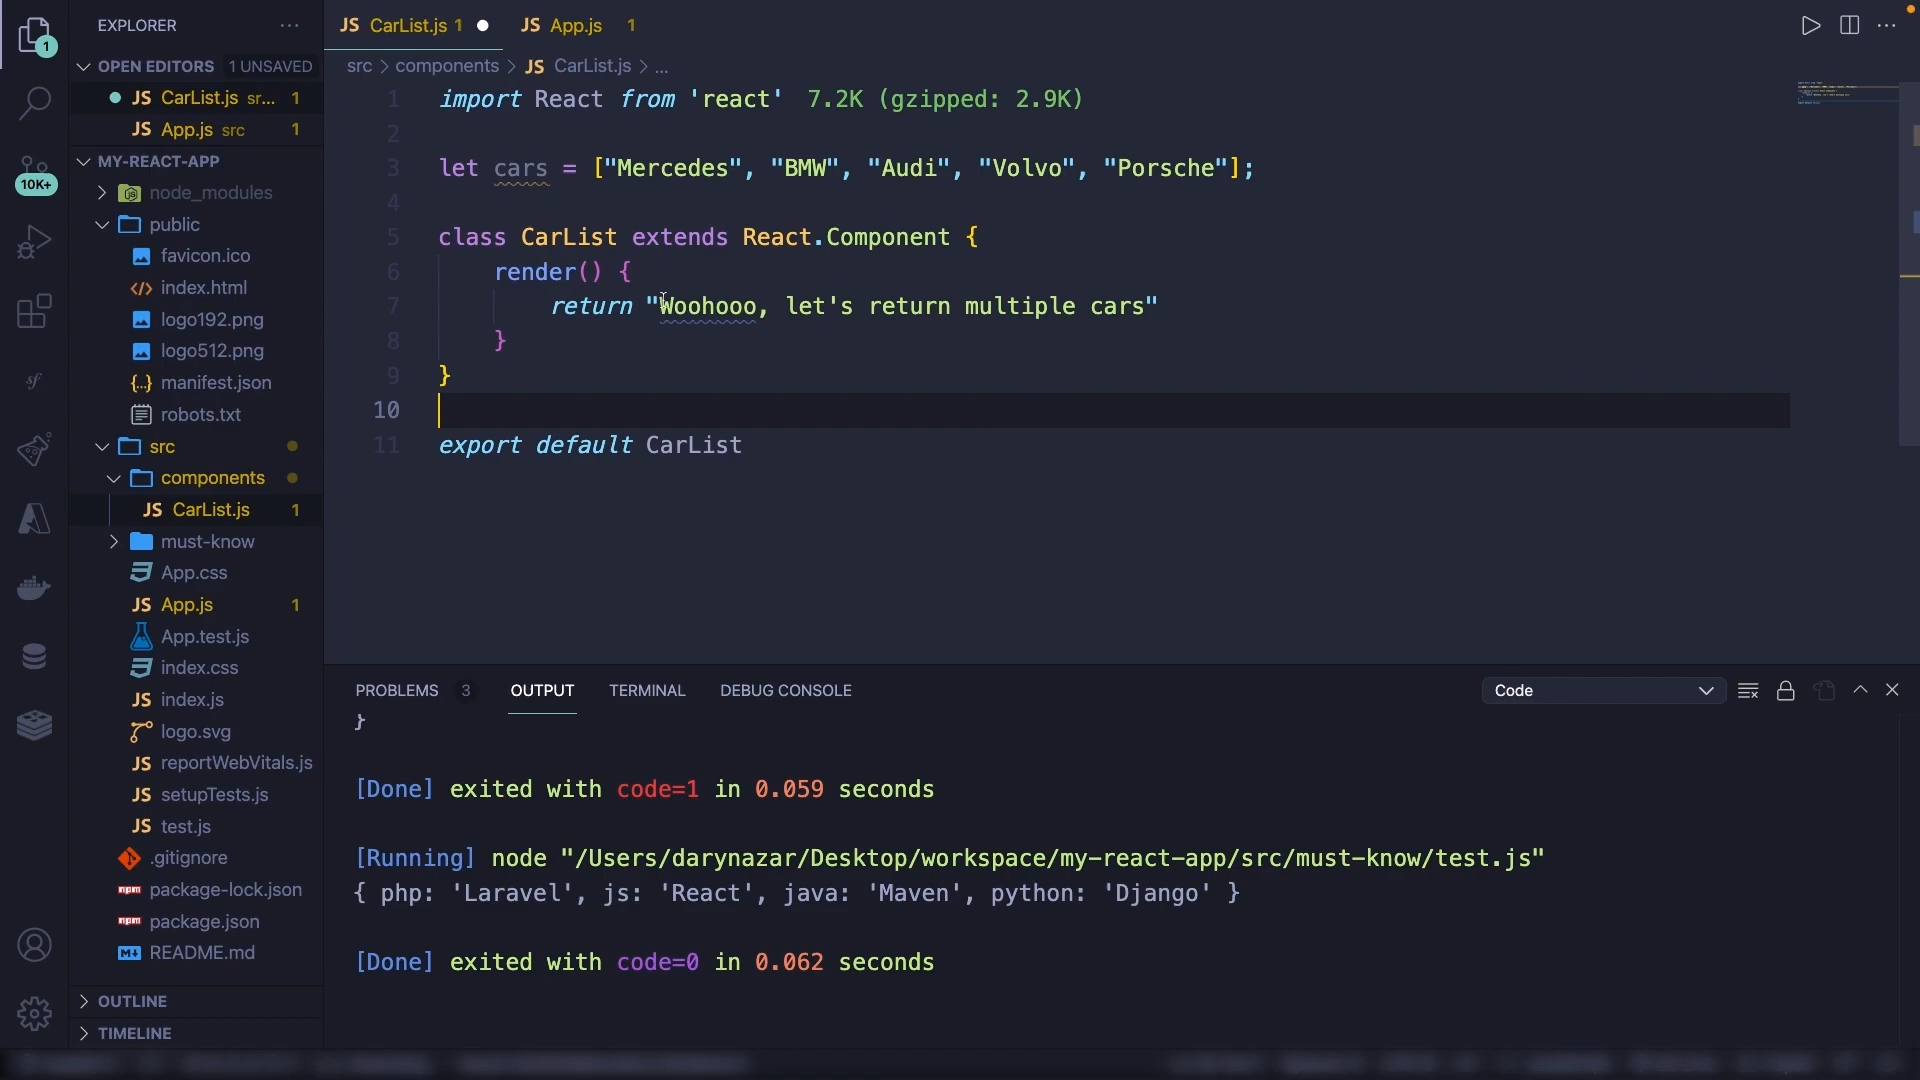 EXPLORER
OPEN EDITORS 1 UNSAVED
JS CarList.js sr... 1
JS App.js src 1
MY-REACT-APP
node_modules
public
favicon.ico
index.html
logo192.png
logo512.png
manifest.json
robots.txt
src
components
JS CarList.js 1
must-know
App.css
JS App.js 1
App.test.js
index.css
JS index.js
logo.svg
JS reportWebVitals.js
JS setupTests.js
JS test.js
.gitignore
npm package-lock.json
npm package.json
README.md
OUTLINE
TIMELINE
1
10K+
JS CarList.js 1 JS App.js 1
src > components > JS CarList.js > ...
1 import React from 'react' 7.2K (gzipped: 2.9K)
2
3 let cars = ["Mercedes", "BMW", "Audi", "Volvo", "Porsche"];
4
5 class CarList extends React.Component {
6 render() {
7 return "Woohooo, let's return multiple cars"
8 }
9 }
10
11 export default CarList
PROBLEMS 3 OUTPUT TERMINAL DEBUG CONSOLE Code
}
[Done] exited with code=1 in 0.059 seconds
[Running] node "/Users/darynazar/Desktop/workspace/my-react-app/src/must-know/test.js"
{ php: 'Laravel', js: 'React', java: 'Maven', python: 'Django' }
[Done] exited with code=0 in 0.062 seconds